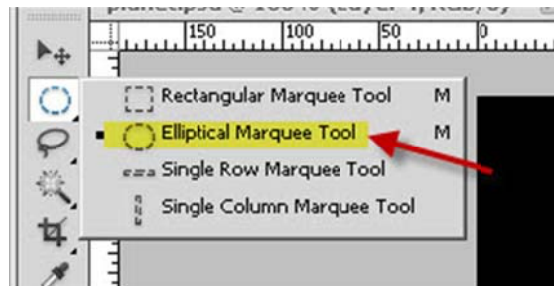 150 100 50 0
Rectangular Marquee Tool M
Elliptical Marquee Tool M
Single Row Marquee Tool
Single Column Marquee Tool